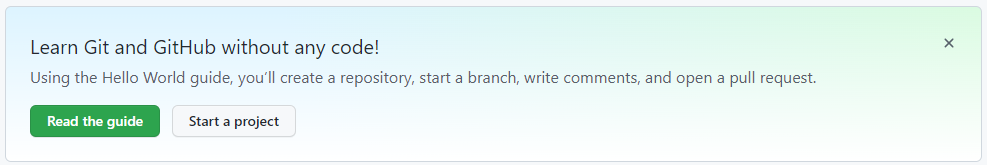 Learn Git and GitHub without any code!
Using the Hello World guide, you’ll create a repository, start a branch, write comments, and open a pull request.
Read the guide
Start a project